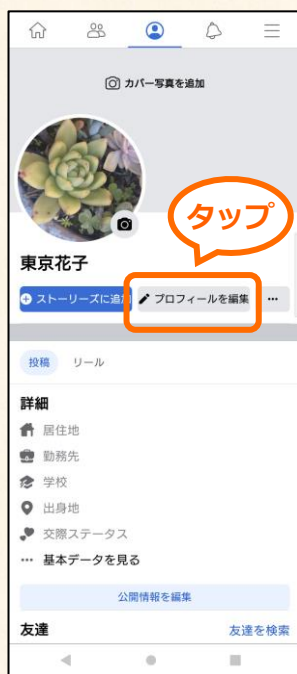 カバー写真を追加
タップ
東京花子
ストーリーズに追加
プロフィールを編集
投稿 リール
詳細
居住地
勤務先
学校
出身地
交際ステータス
基本データを見る
公開情報を編集
友達 友達を検索